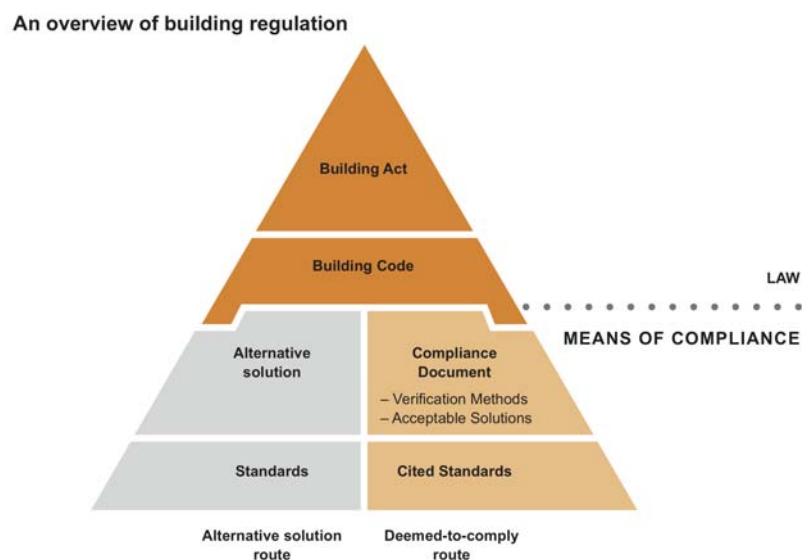 An overview of building regulation
Building Act
Building Code
LAW
MEANS OF COMPLIANCE
Alternative
solution
Compliance
Document
– Verification Methods
– Acceptable Solutions
Standards
Cited Standards
Alternative solution
route
Deemed-to-comply
route